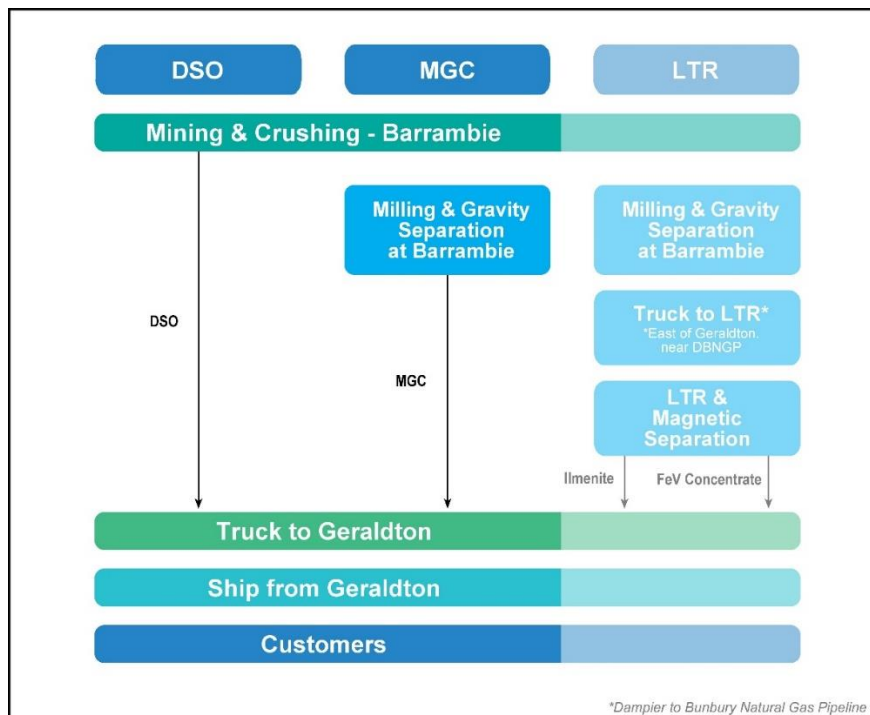 DSO
MGC
LTR
Mining & Crushing - Barrambie
Milling & Gravity
Separation
at Barrambie
Milling & Gravity
Separation
at Barrambie
Truck to LTR*
*East of Geraldton,
near DBNGP
DSO
MGC
LTR &
Magnetic
Separation
Ilmenite
FeV Concentrate
Truck to Geraldton
Ship from Geraldton
Customers
*Dampier to Bunbury Natural Gas Pipeline